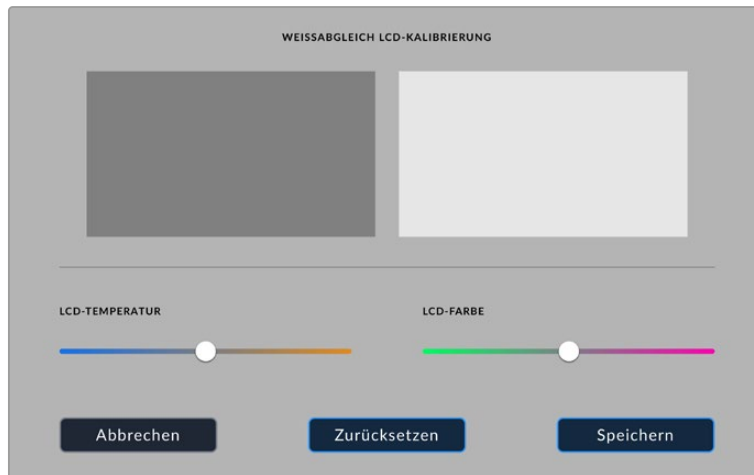 WEISSABGLEICH LCD-KALIBRIERUNG
LCD-TEMPERATUR
LCD-FARBE
Abbrechen
Zurücksetzen
Speichern